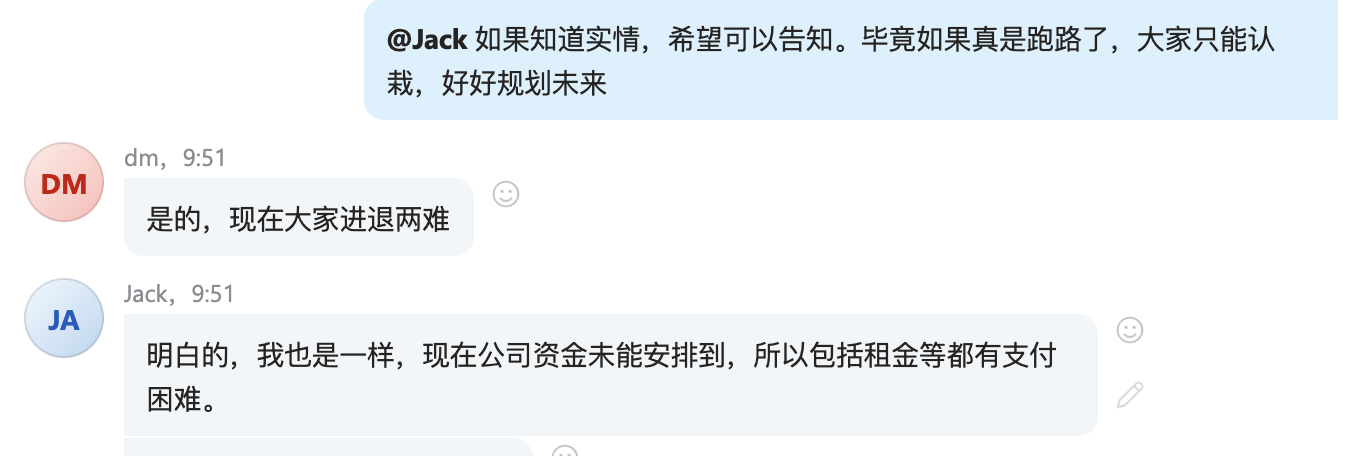 @Jack 如果知道实情，希望可以告知。毕竟如果真是跑路了，大家只能认
栽，好好规划未来
dm，9:51
DM
是的，现在大家进退两难
Jack，9:51
JA
明白的，我也是一样，现在公司资金未能安排到，所以包括租金等都有支付
困难。